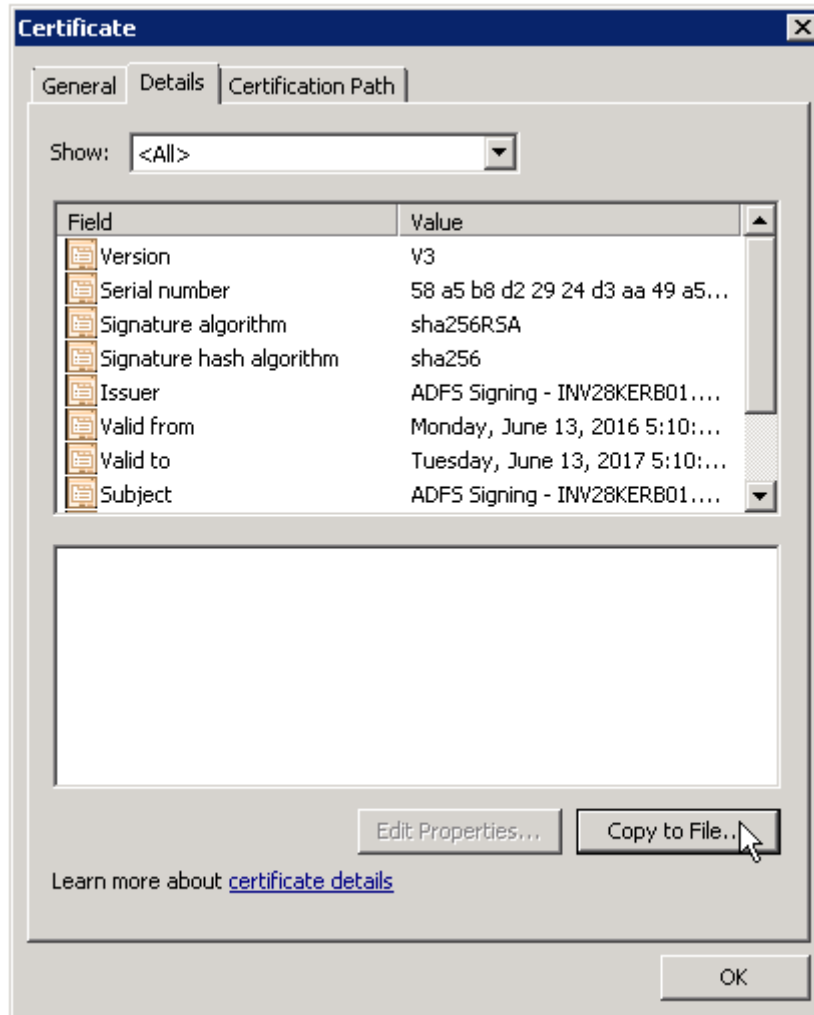 Certificate
General Details Certification Path
Show: <All>
Field Value
Version V3
Serial number 58 a5 b8 d2 29 24 d3 aa 49 a5...
Signature algorithm sha256RSA
Signature hash algorithm sha256
Issuer ADFS Signing - INV28KERB01....
Valid from Monday, June 13, 2016 5:10:...
Valid to Tuesday, June 13, 2017 5:10:...
Subject ADFS Signing - INV28KERB01....
Edit Properties... Copy to File...
Learn more about certificate details
OK